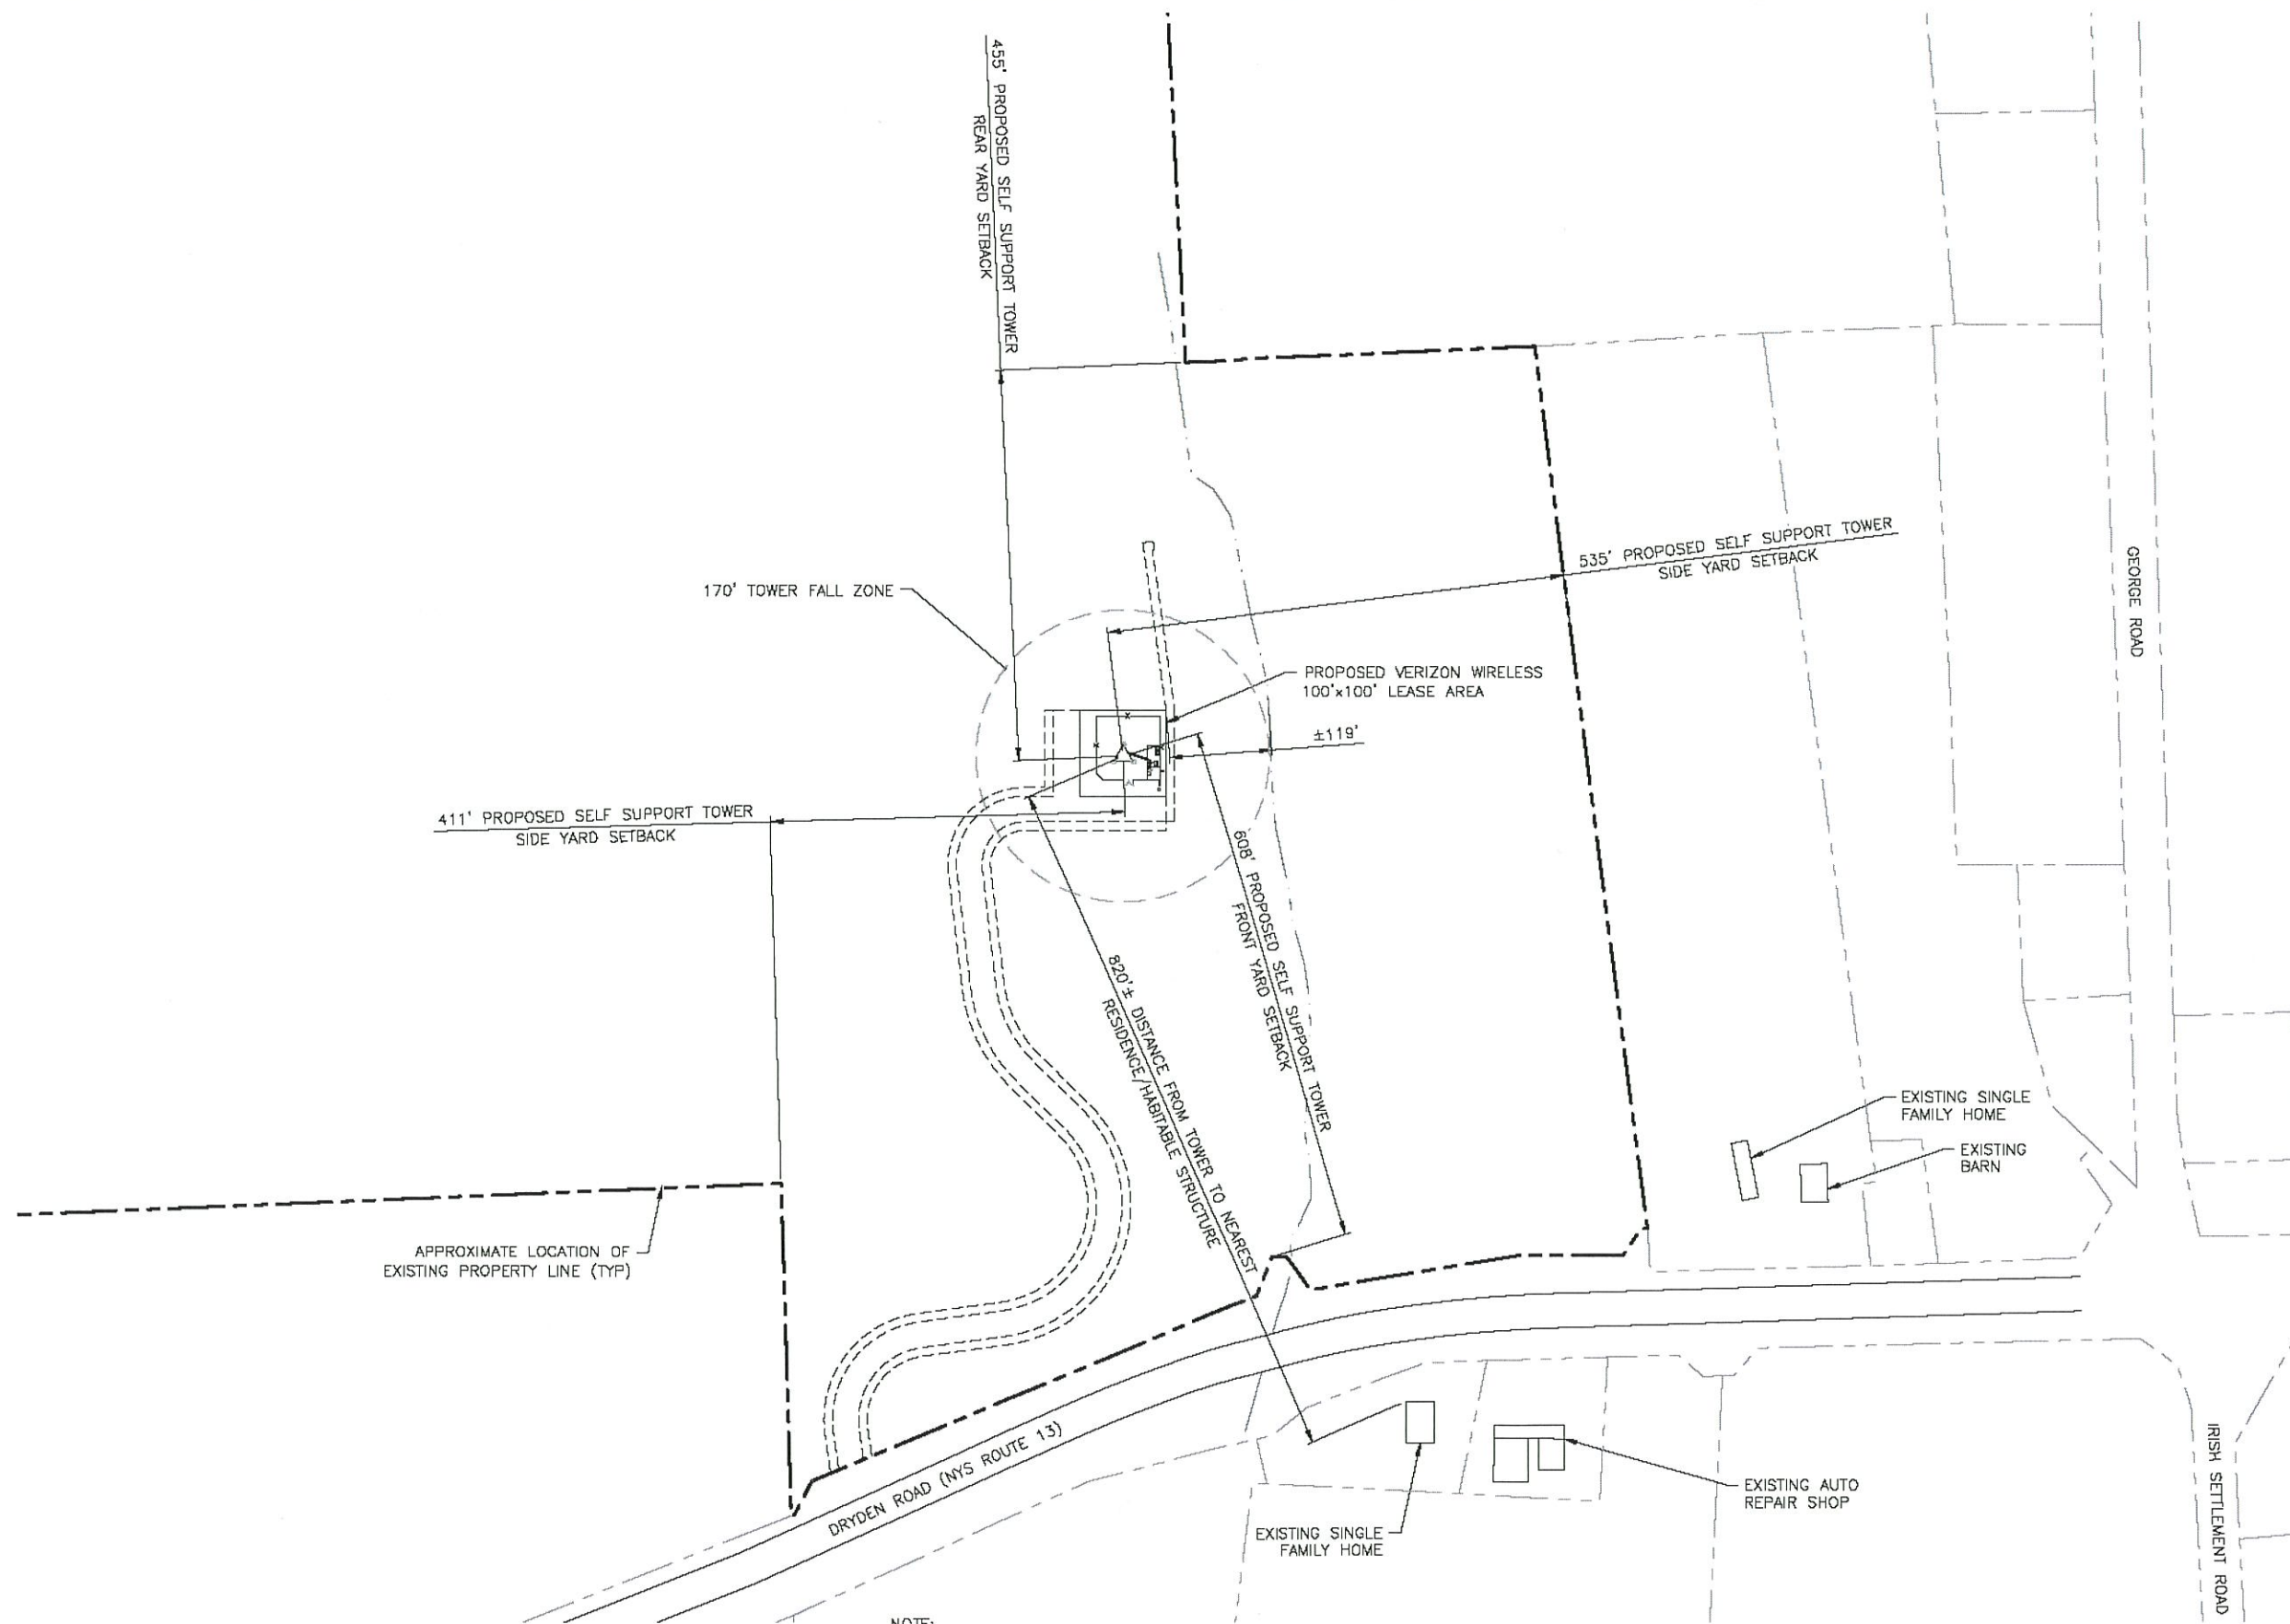 455' PROPOSED SELF SUPPORT TOWER
REAR YARD SETBACK
535' PROPOSED SELF SUPPORT TOWER
SIDE YARD SETBACK
GEORGE ROAD
170' TOWER FALL ZONE
PROPOSED VERIZON WIRELESS
100'x100' LEASE AREA
±119'
411' PROPOSED SELF SUPPORT TOWER
SIDE YARD SETBACK
608' PROPOSED SELF SUPPORT TOWER
FRONT YARD SETBACK
820'± DISTANCE FROM TOWER TO NEAREST
RESIDENCE/HABITABLE STRUCTURE
EXISTING SINGLE
FAMILY HOME
EXISTING
BARN
APPROXIMATE LOCATION OF
EXISTING PROPERTY LINE (TYP)
DRYDEN ROAD (NYS ROUTE 13)
EXISTING AUTO
REPAIR SHOP
EXISTING SINGLE
FAMILY HOME
IRISH SETTLEMENT ROAD
NOTE: